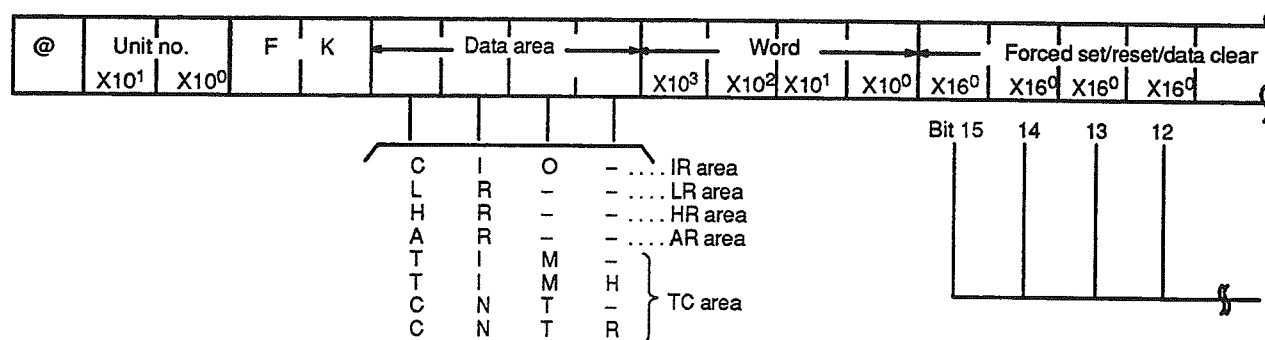 @ Unit no. F K Data area Word Forced set/reset/data clear
X10¹ X10⁰ X10³ X10² X10¹ X10⁰ X16⁰ X16⁰ X16⁰ X16⁰
Bit 15 14 13 12
C I O – .... IR area
L R – – .... LR area
H R – – .... HR area
A R – – .... AR area
T I M –
T I M H
TC area
C N T –
C N T R